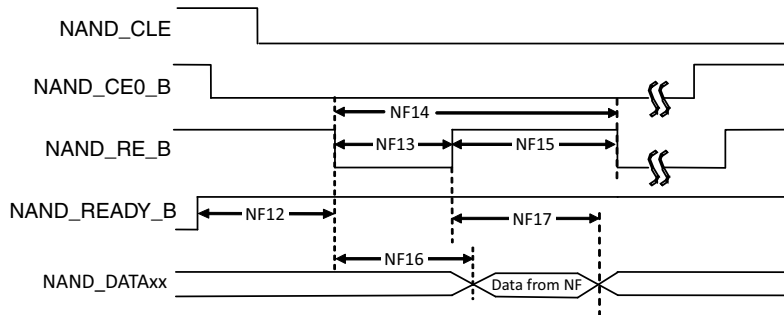 NAND_CLE
NAND_CE0_B
NF14
NAND_RE_B
NF13
NF15
NAND_READY_B
NF12
NF17
NF16
NAND_DATAxx
Data from NF